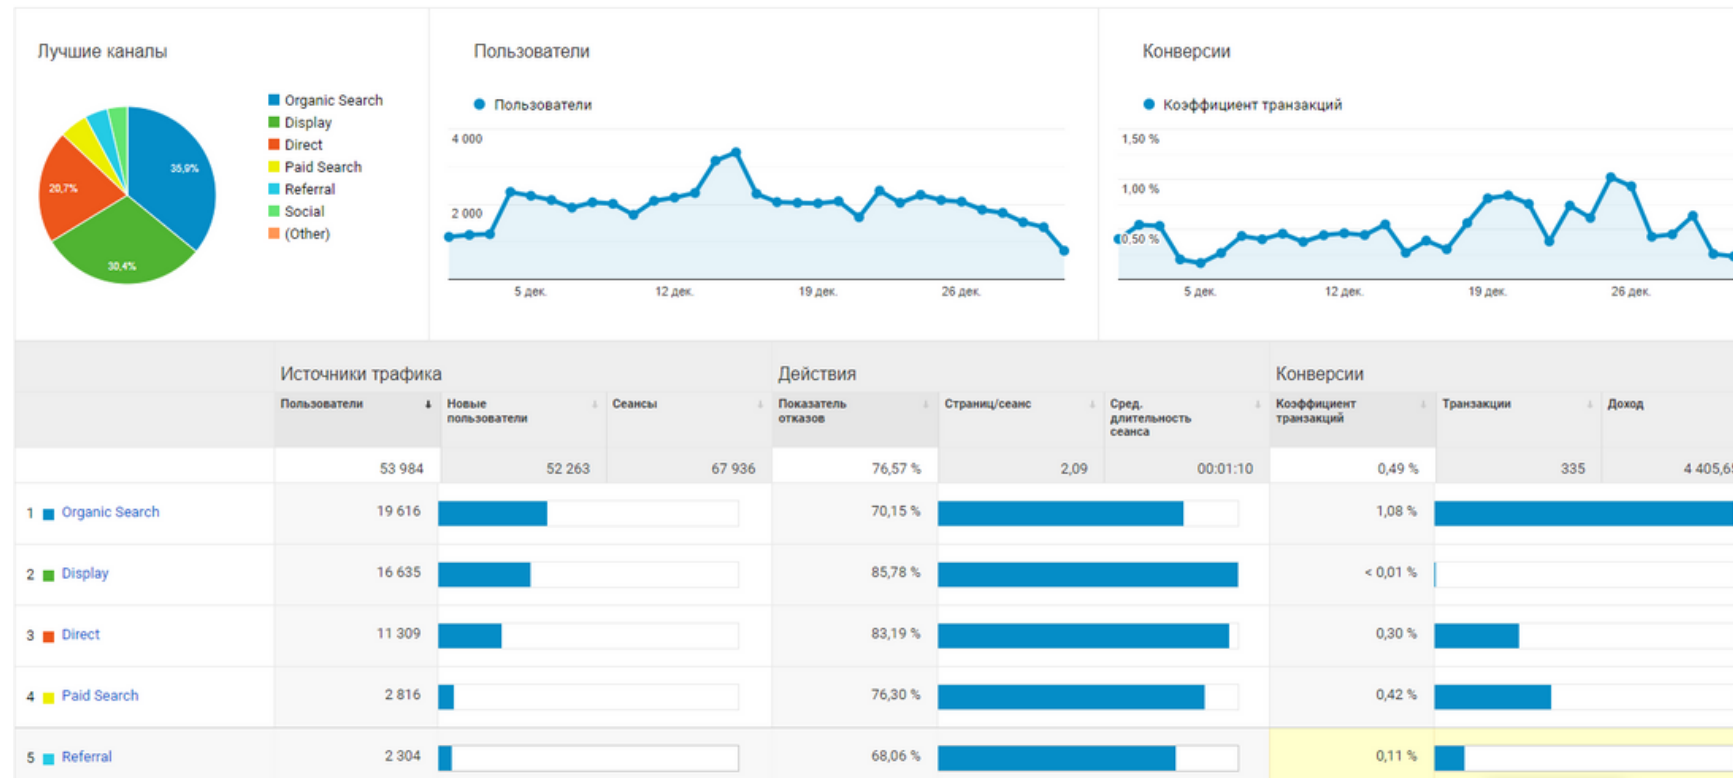 Лучшие каналы
Organic Search
Display
Direct
Paid Search
Referral
Social
(Other)
35,9%
20,7%
30,4%
Пользователи
Пользователи
4 000
2 000
5 дек.
12 дек.
19 дек.
26 дек.
Конверсии
Коэффициент транзакций
1,50 %
1,00 %
0,50 %
5 дек.
12 дек.
19 дек.
26 дек.
Источники трафика
Действия
Конверсии
Пользователи
Новые
пользователи
Сеансы
Показатель
отказов
Страниц/сеанс
Сред.
длительность
сеанса
Коэффициент
транзакций
Транзакции
Доход
53 984
52 263
67 936
76,57 %
2,09
00:01:10
0,49 %
335
4 405,6
1 Organic Search 19 616 70,15 % 1,08 %
2 Display 16 635 85,78 % < 0,01 %
3 Direct 11 309 83,19 % 0,30 %
4 Paid Search 2 816 76,30 % 0,42 %
5 Referral 2 304 68,06 % 0,11 %